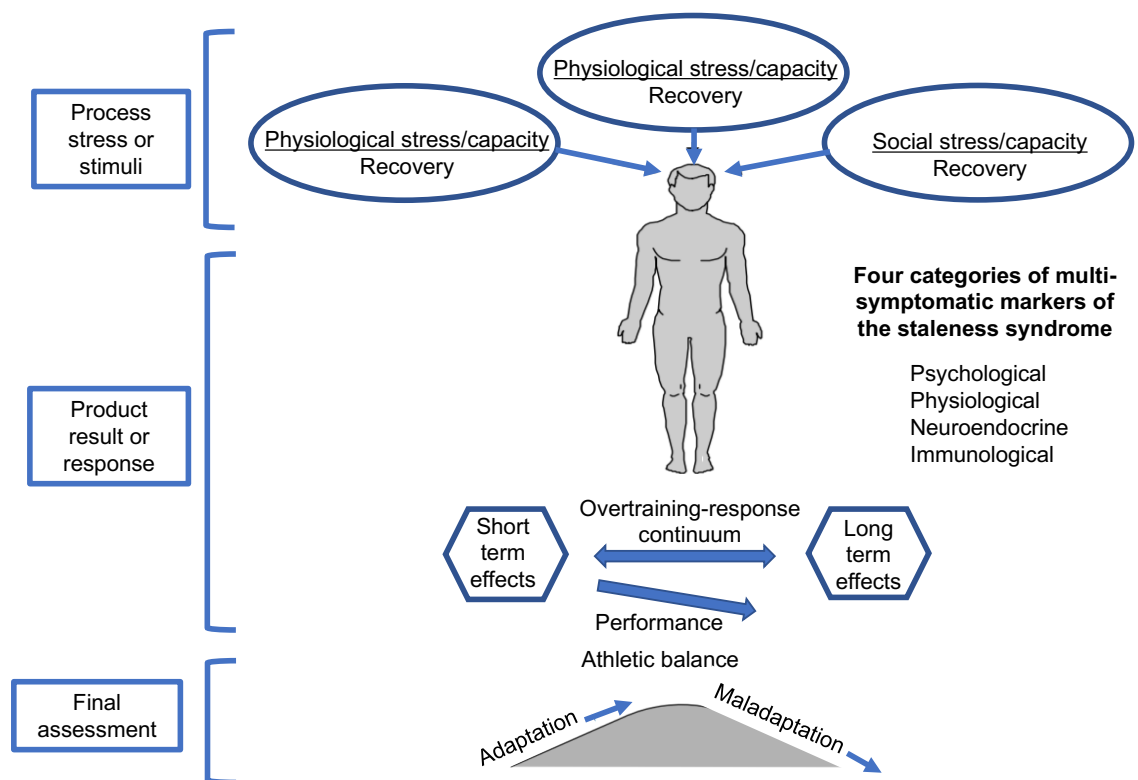 Process
stress or
stimuli
Physiological stress/capacity
Recovery
Physiological stress/capacity
Recovery
Social stress/capacity
Recovery
Product
result or
response
Four categories of multi-
symptomatic markers of
the staleness syndrome
Psychological
Physiological
Neuroendocrine
Immunological
Short
term
effects
Overtraining-response
continuum
Long
term
effects
Performance
Final
assessment
Athletic balance
Adaptation
Maladaptation